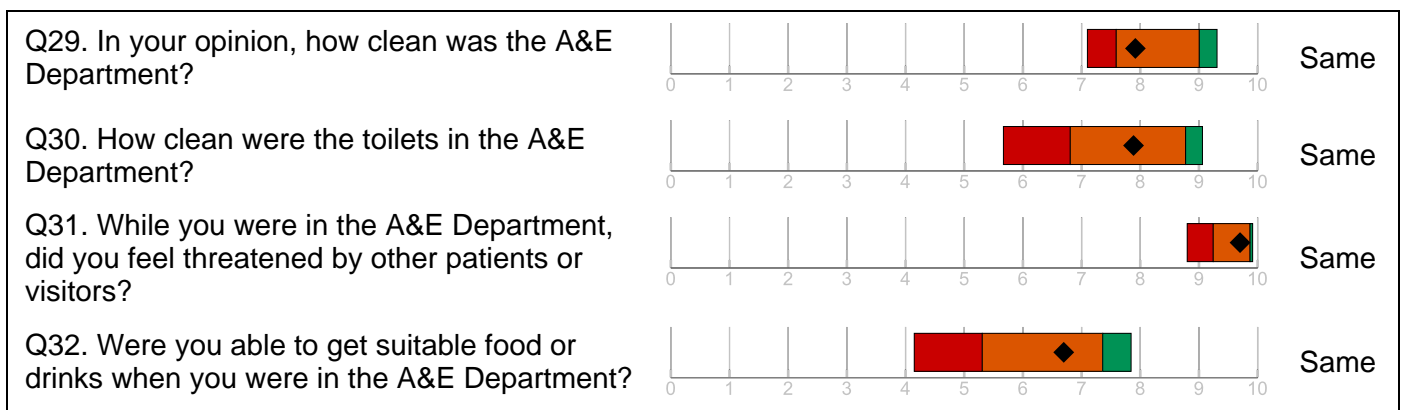 Q29. In your opinion, how clean was the A&E
Department?
Same
0 1 2 3 4 5 6 7 8 9 10
Q30. How clean were the toilets in the A&E
Department?
Same
0 1 2 3 4 5 6 7 8 9 10
Q31. While you were in the A&E Department,
did you feel threatened by other patients or
visitors?
Same
0 1 2 3 4 5 6 7 8 9 10
Q32. Were you able to get suitable food or
drinks when you were in the A&E Department?
Same
0 1 2 3 4 5 6 7 8 9 10